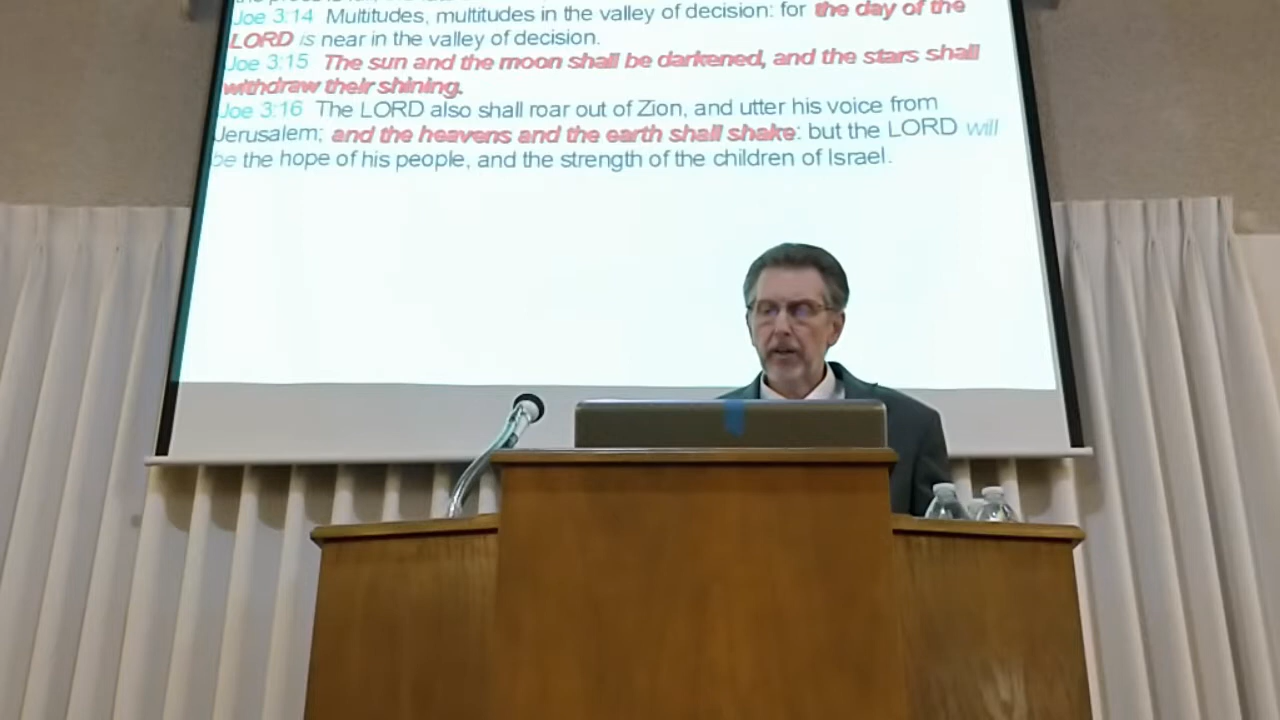 Joe 3:14 Multitudes, multitudes in the valley of decision: for the day of the
LORD is near in the valley of decision.
Joe 3:15 The sun and the moon shall be darkened, and the stars shall
withdraw their shining.
Joe 3:16 The LORD also shall roar out of Zion, and utter his voice from
Jerusalem; and the heavens and the earth shall shake: but the LORD will
be the hope of his people, and the strength of the children of Israel.